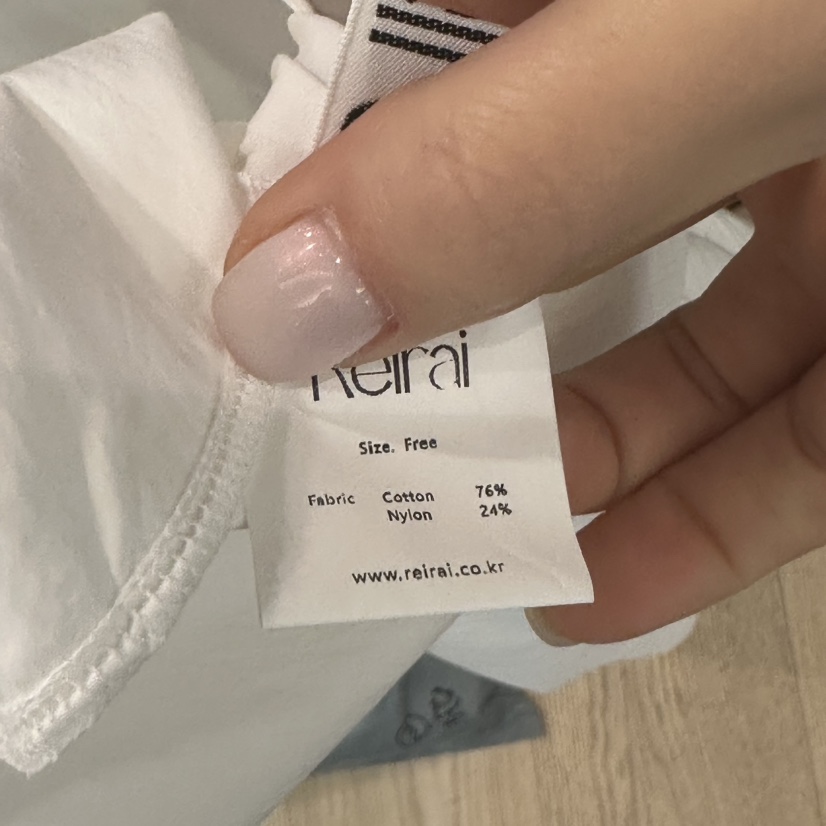 Reirai
Size. Free
Fabric Cotton 76%
Nylon 24%
www.reirai.co.kr